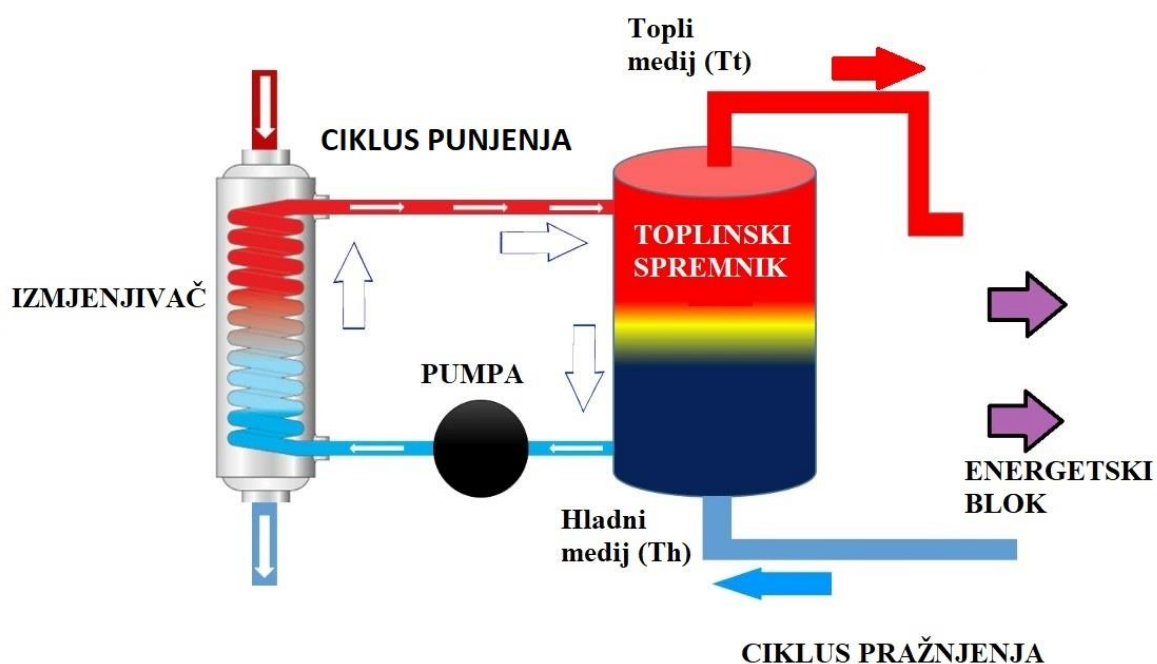 Topli
medij (Tt)
CIKLUS PUNJENJA
TOPLINSKI
SPREMNIK
IZMJENJIVAČ
PUMPA
ENERGETSKI
BLOK
Hladni
medij (Th)
CIKLUS PRAŽNJENJA